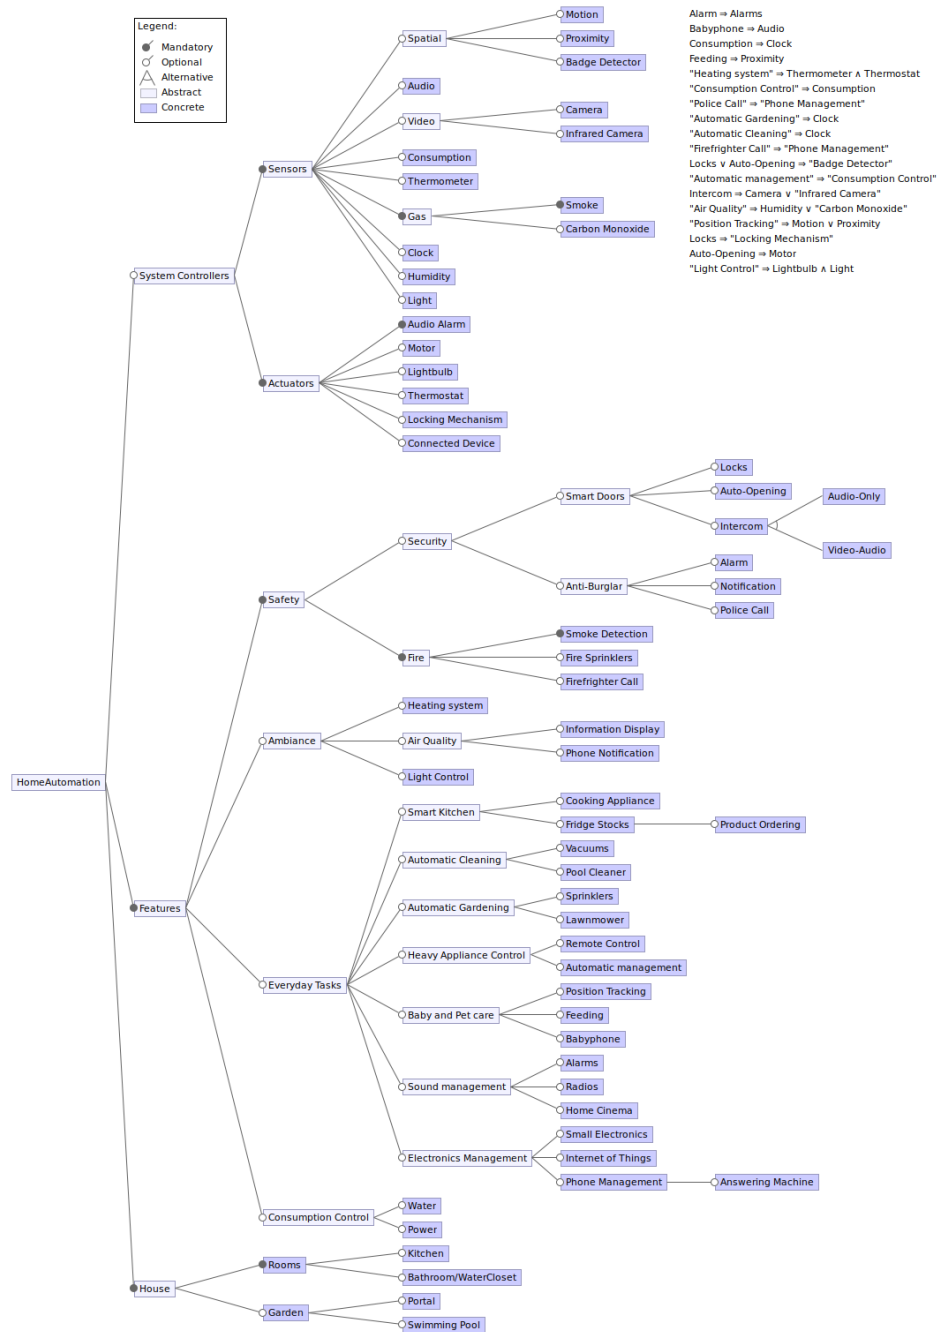 Legend:
Mandatory
Optional
Alternative
Abstract
Concrete
Alarm ⇒ Alarms
Babyphone ⇒ Audio
Consumption ⇒ Clock
Feeding ⇒ Proximity
"Heating system" ⇒ Thermometer ∧ Thermostat
"Consumption Control" ⇒ Consumption
"Police Call" ⇒ "Phone Management"
"Automatic Gardening" ⇒ Clock
"Automatic Cleaning" ⇒ Clock
"Firefrighter Call" ⇒ "Phone Management"
Locks ∨ Auto-Opening ⇒ "Badge Detector"
"Automatic management" ⇒ "Consumption Control"
Intercom ⇒ Camera ∨ "Infrared Camera"
"Air Quality" ⇒ Humidity ∨ "Carbon Monoxide"
"Position Tracking" ⇒ Motion ∨ Proximity
Locks ⇒ "Locking Mechanism"
Auto-Opening ⇒ Motor
"Light Control" ⇒ Lightbulb ∧ Light
HomeAutomation
System Controllers
Sensors
Spatial
Motion
Proximity
Badge Detector
Audio
Video
Camera
Infrared Camera
Consumption
Thermometer
Gas
Smoke
Carbon Monoxide
Clock
Humidity
Light
Actuators
Audio Alarm
Motor
Lightbulb
Thermostat
Locking Mechanism
Connected Device
Features
Safety
Security
Smart Doors
Locks
Auto-Opening
Intercom
Audio-Only
Video-Audio
Anti-Burglar
Alarm
Notification
Police Call
Fire
Smoke Detection
Fire Sprinklers
Firefrighter Call
Ambiance
Heating system
Air Quality
Information Display
Phone Notification
Light Control
Everyday Tasks
Smart Kitchen
Cooking Appliance
Fridge Stocks
Product Ordering
Automatic Cleaning
Vacuums
Pool Cleaner
Automatic Gardening
Sprinklers
Lawnmower
Heavy Appliance Control
Remote Control
Automatic management
Baby and Pet care
Position Tracking
Feeding
Babyphone
Sound management
Alarms
Radios
Home Cinema
Electronics Management
Small Electronics
Internet of Things
Phone Management
Answering Machine
Consumption Control
Water
Power
House
Rooms
Kitchen
Bathroom/WaterCloset
Garden
Portal
Swimming Pool